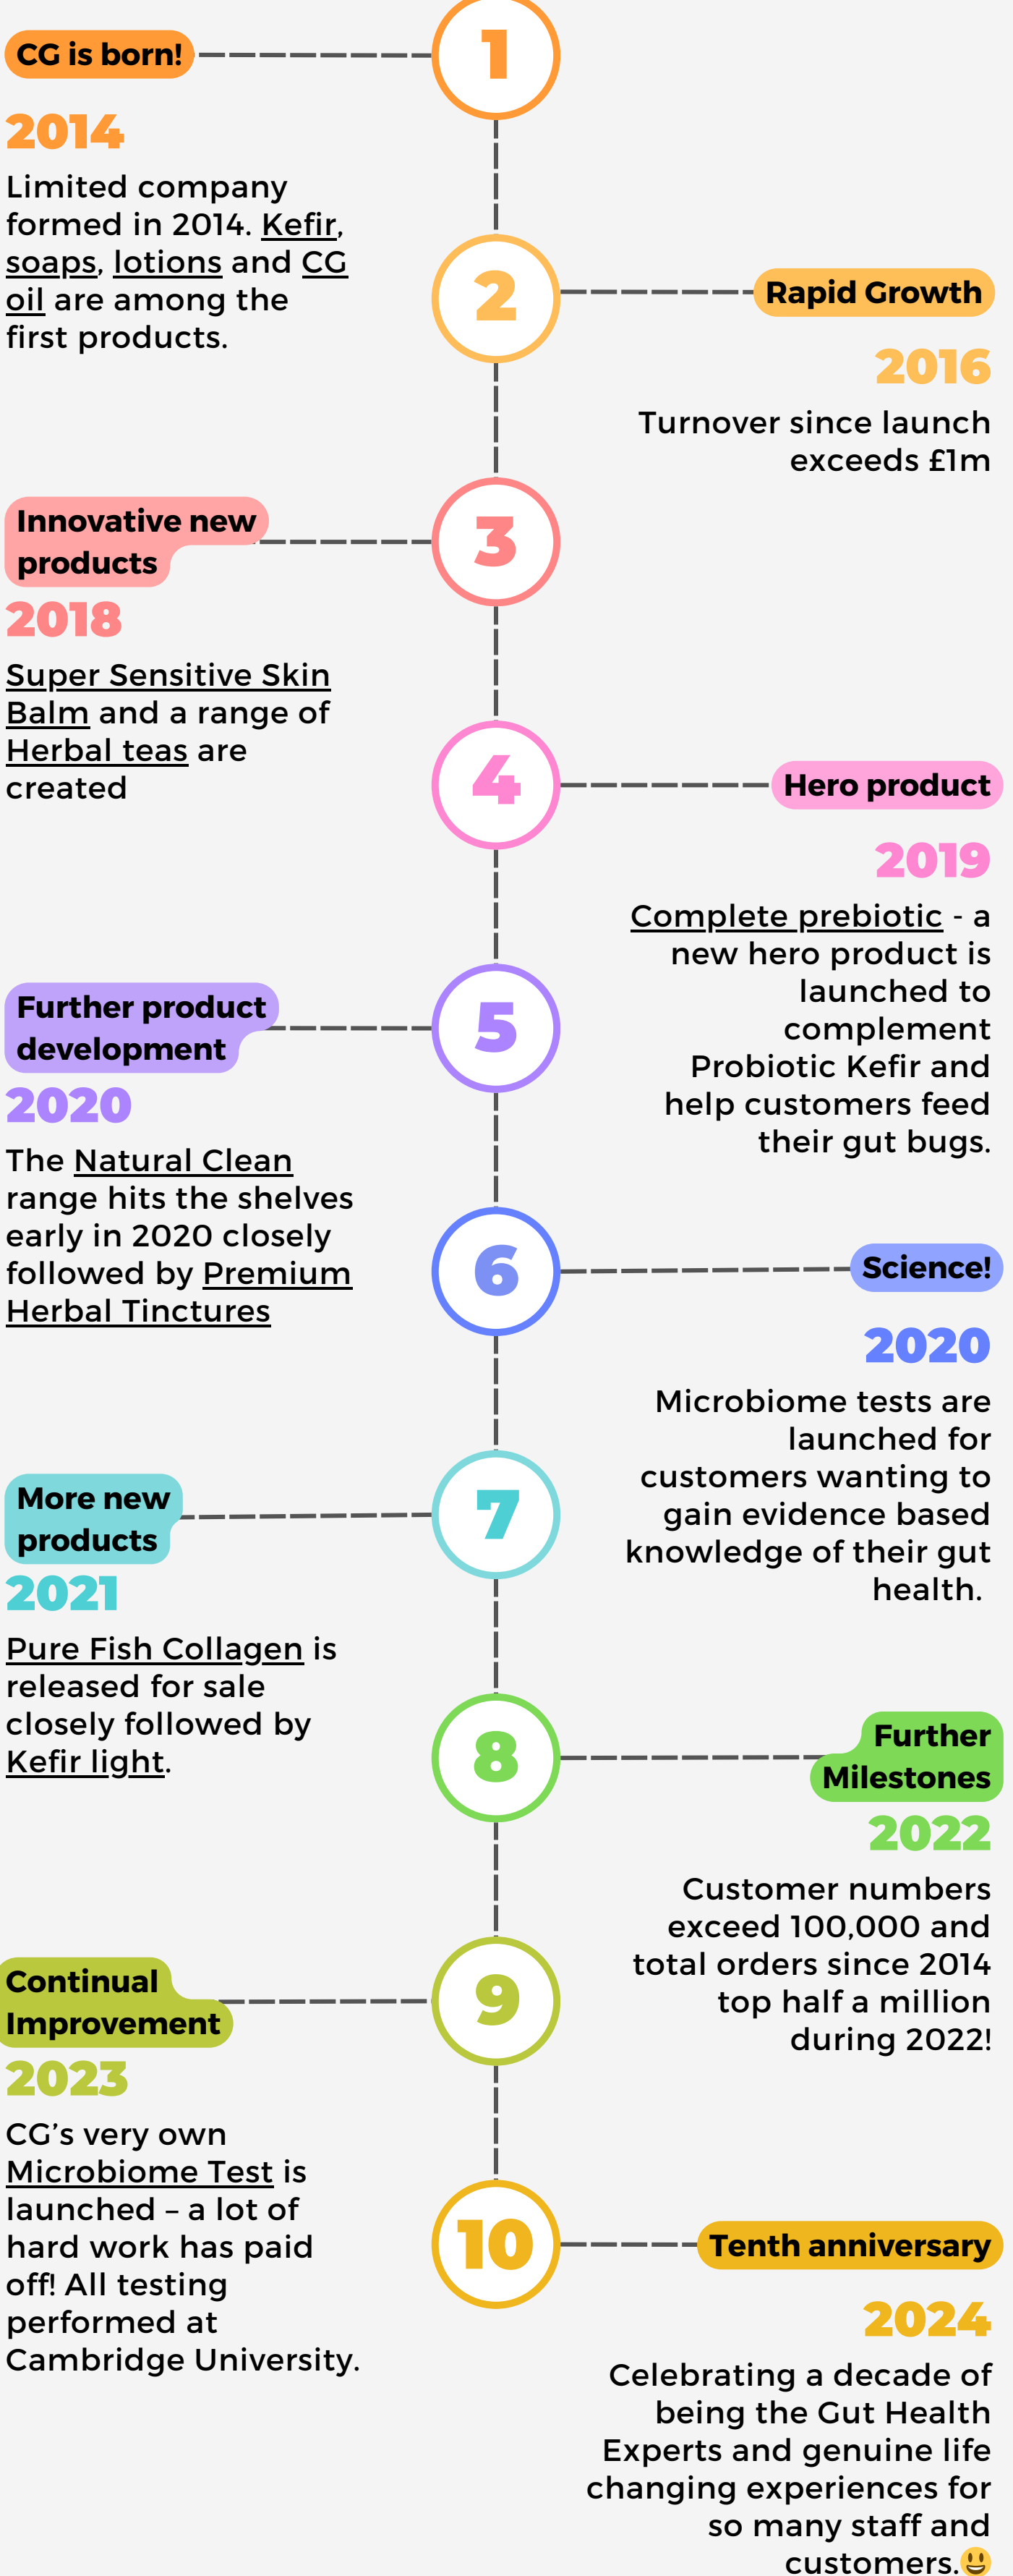 1
CG is born!
2014
Limited company
formed in 2014. Kefir,
soaps, lotions and CG
oil are among the
first products.
2
Rapid Growth
2016
Turnover since launch
exceeds £1m
3
Innovative new
products
2018
Super Sensitive Skin
Balm and a range of
Herbal teas are
created
4
Hero product
2019
Complete prebiotic - a
new hero product is
launched to
complement
Probiotic Kefir and
help customers feed
their gut bugs.
5
Further product
development
2020
The Natural Clean
range hits the shelves
early in 2020 closely
followed by Premium
Herbal Tinctures
6
Science!
2020
Microbiome tests are
launched for
customers wanting to
gain evidence based
knowledge of their gut
health.
7
More new
products
2021
Pure Fish Collagen is
released for sale
closely followed by
Kefir light.
8
Further
Milestones
2022
Customer numbers
exceed 100,000 and
total orders since 2014
top half a million
during 2022!
9
Continual
Improvement
2023
CG’s very own
Microbiome Test is
launched – a lot of
hard work has paid
off! All testing
performed at
Cambridge University.
10
Tenth anniversary
2024
Celebrating a decade of
being the Gut Health
Experts and genuine life
changing experiences for
so many staff and
customers.😃